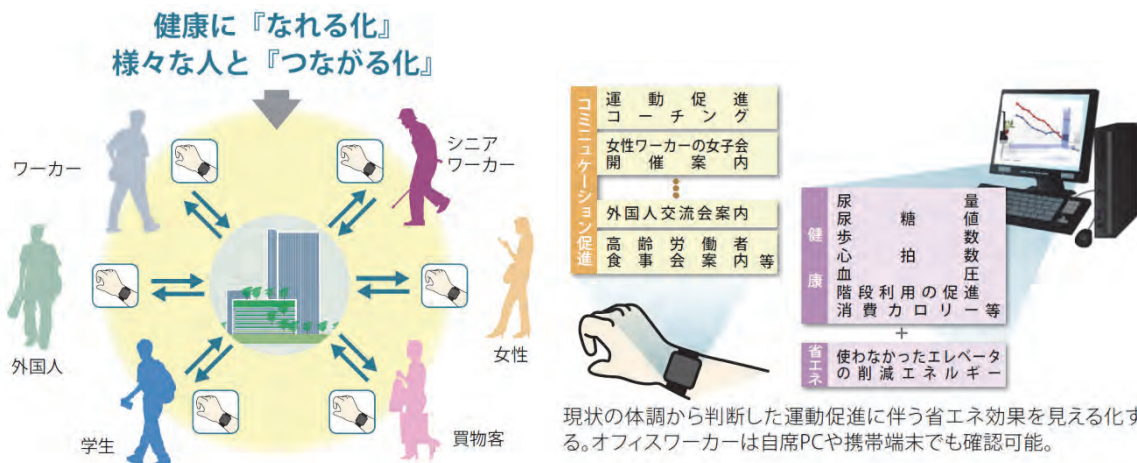 健康に『なれる化』
様々な人と『つながる化』
ワーカー
シニア
ワーカー
外国人
女性
学生
買物客
コミニュケーション促進
運動促進
コーチング
女性ワーカーの女子会
開催案内
外国人交流会案内
高齢労働者
食事会案内等
健康
尿量
尿糖値
歩数
心拍数
血圧
階段利用の促進
消費カロリー等
+
省エネ
使わなかったエレベータ
の削減エネルギー
現状の体調から判断した運動促進に伴う省エネ効果を見える化す
る。オフィスワーカーは自席PCや携帯端末でも確認可能。